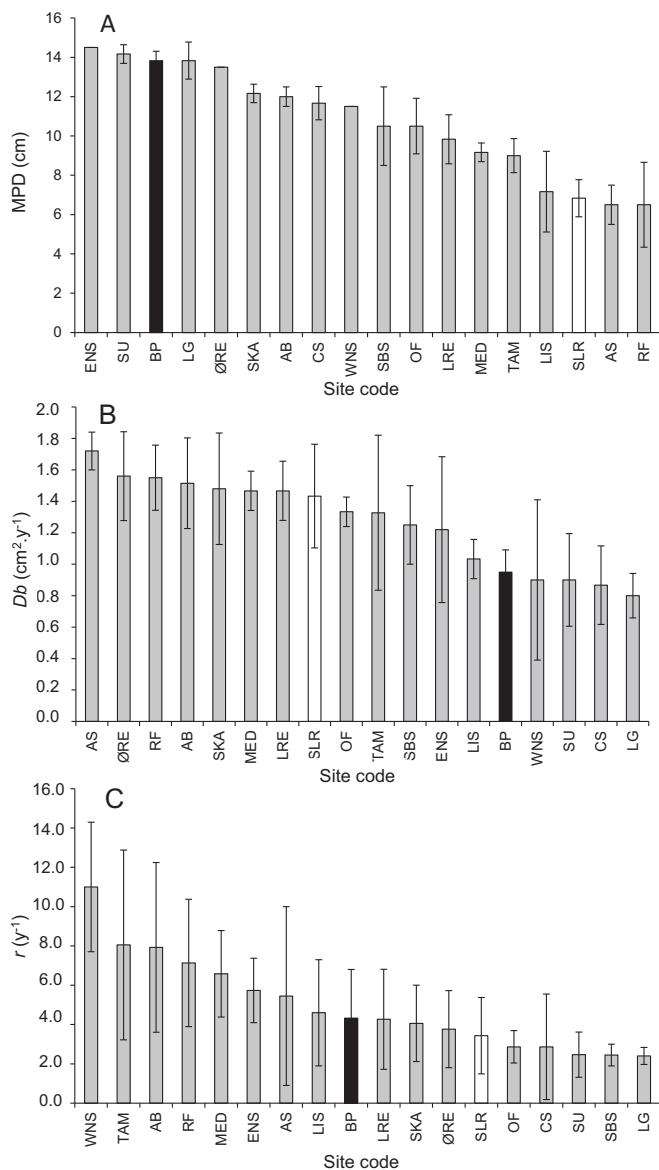 A
16
14
12
10
8
6
4
2
0
MPD (cm)
ENS SU BP LG ØRE SKA AB CS WNS SBS OF LRE MED TAM LIS SLR AS RF
Site code
B
2.0
1.8
1.6
1.4
1.2
1.0
0.8
0.6
0.4
0.2
0.0
Db (cm².y⁻¹)
AS ØRE RF AB SKA MED LRE SLR OF TAM SBS ENS LIS BP WNS SU CS LG
Site code
C
16.0
14.0
12.0
10.0
8.0
6.0
4.0
2.0
0.0
r (y⁻¹)
WNS TAM AB RF MED ENS AS LIS BP LRE SKA ØRE SLR OF CS SU SBS LG
Site code